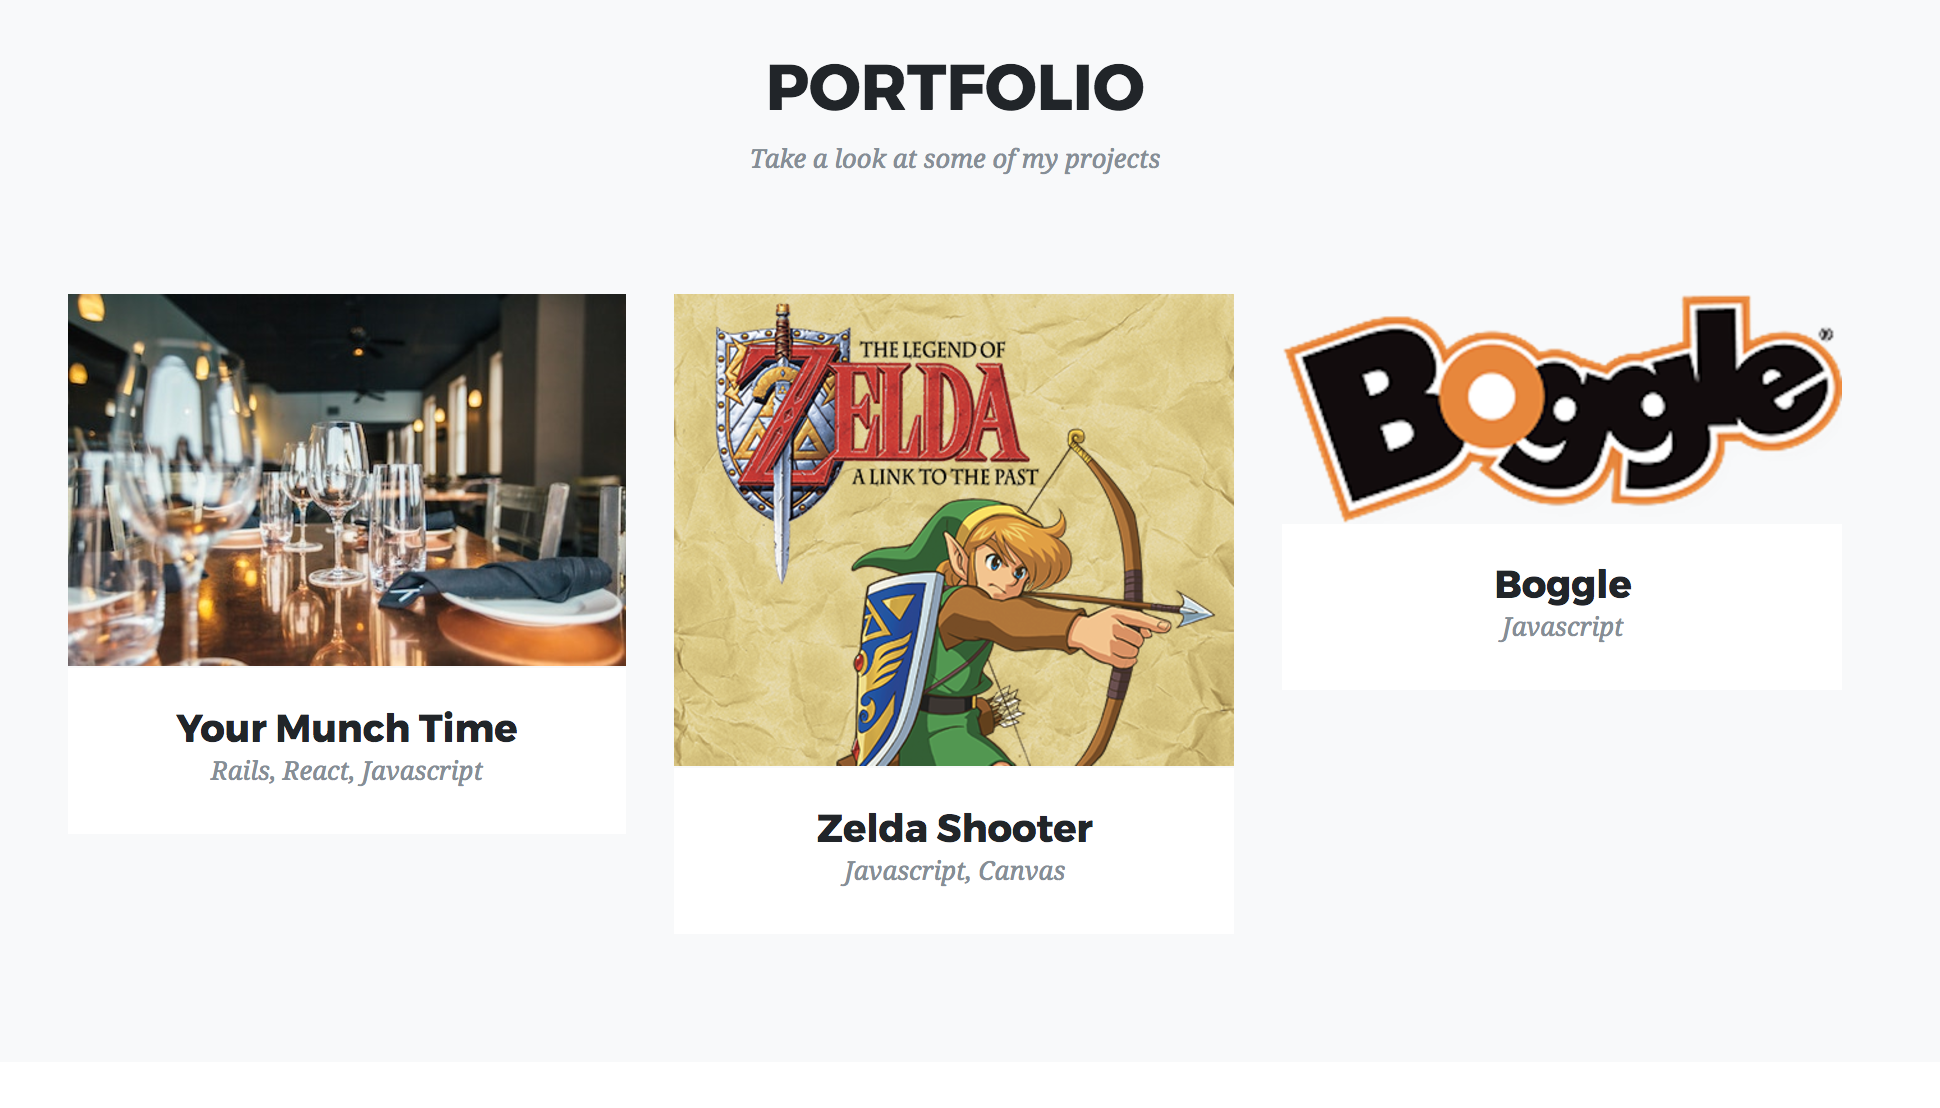 PORTFOLIO
Take a look at some of my projects
THE LEGEND OF
ZELDA
A LINK TO THE PAST
Boggle®
Your Munch Time
Rails, React, Javascript
Zelda Shooter
Javascript, Canvas
Boggle
Javascript